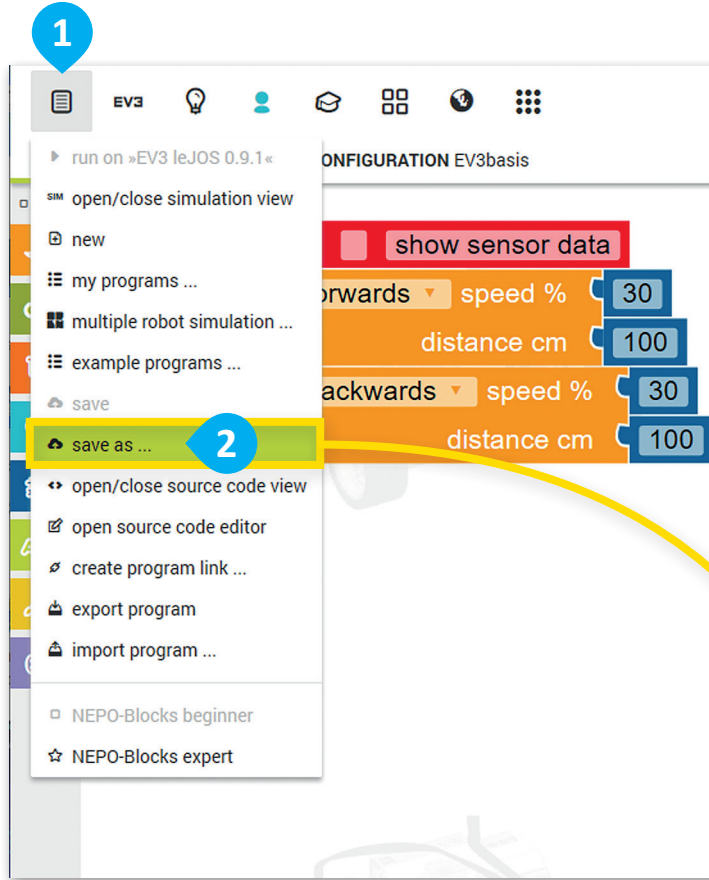 1
EV3
run on »EV3 leJOS 0.9.1«
ONFIGURATION EV3basis
SIM open/close simulation view
new
show sensor data
my programs ...
orwards speed % 30
multiple robot simulation ...
distance cm 100
example programs ...
ackwards speed % 30
save
save as ... 2
distance cm 100
open/close source code view
open source code editor
create program link ...
export program
import program ...
NEPO-Blocks beginner
NEPO-Blocks expert